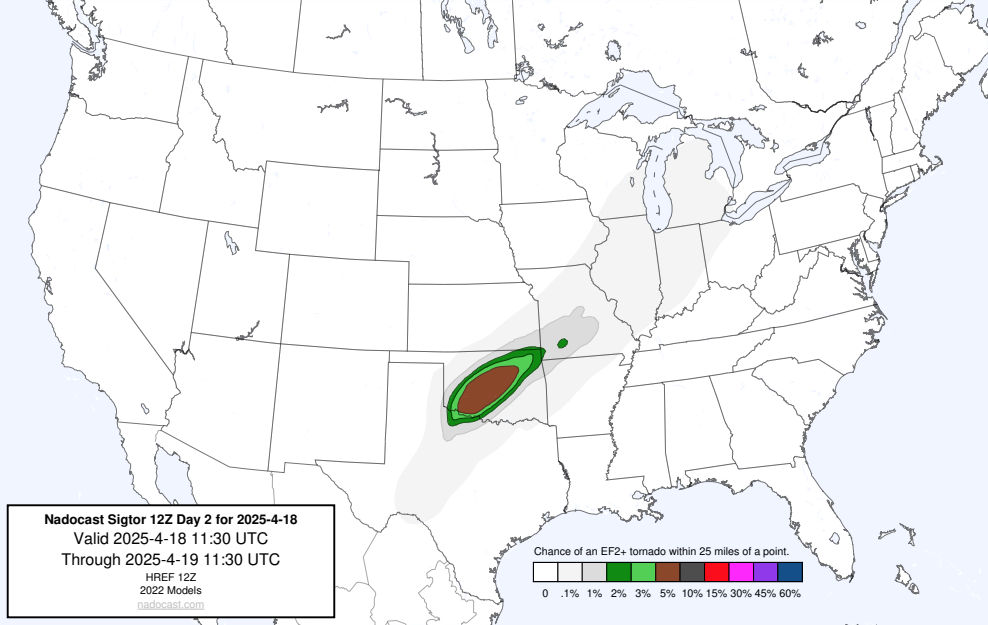 Nadocast Sigtor 12Z Day 2 for 2025-4-18
Valid 2025-4-18 11:30 UTC
Through 2025-4-19 11:30 UTC
HREF 12Z
2022 Models
nadocast.com
Chance of an EF2+ tornado within 25 miles of a point.
0 .1% 1% 2% 3% 5% 10% 15% 30% 45% 60%